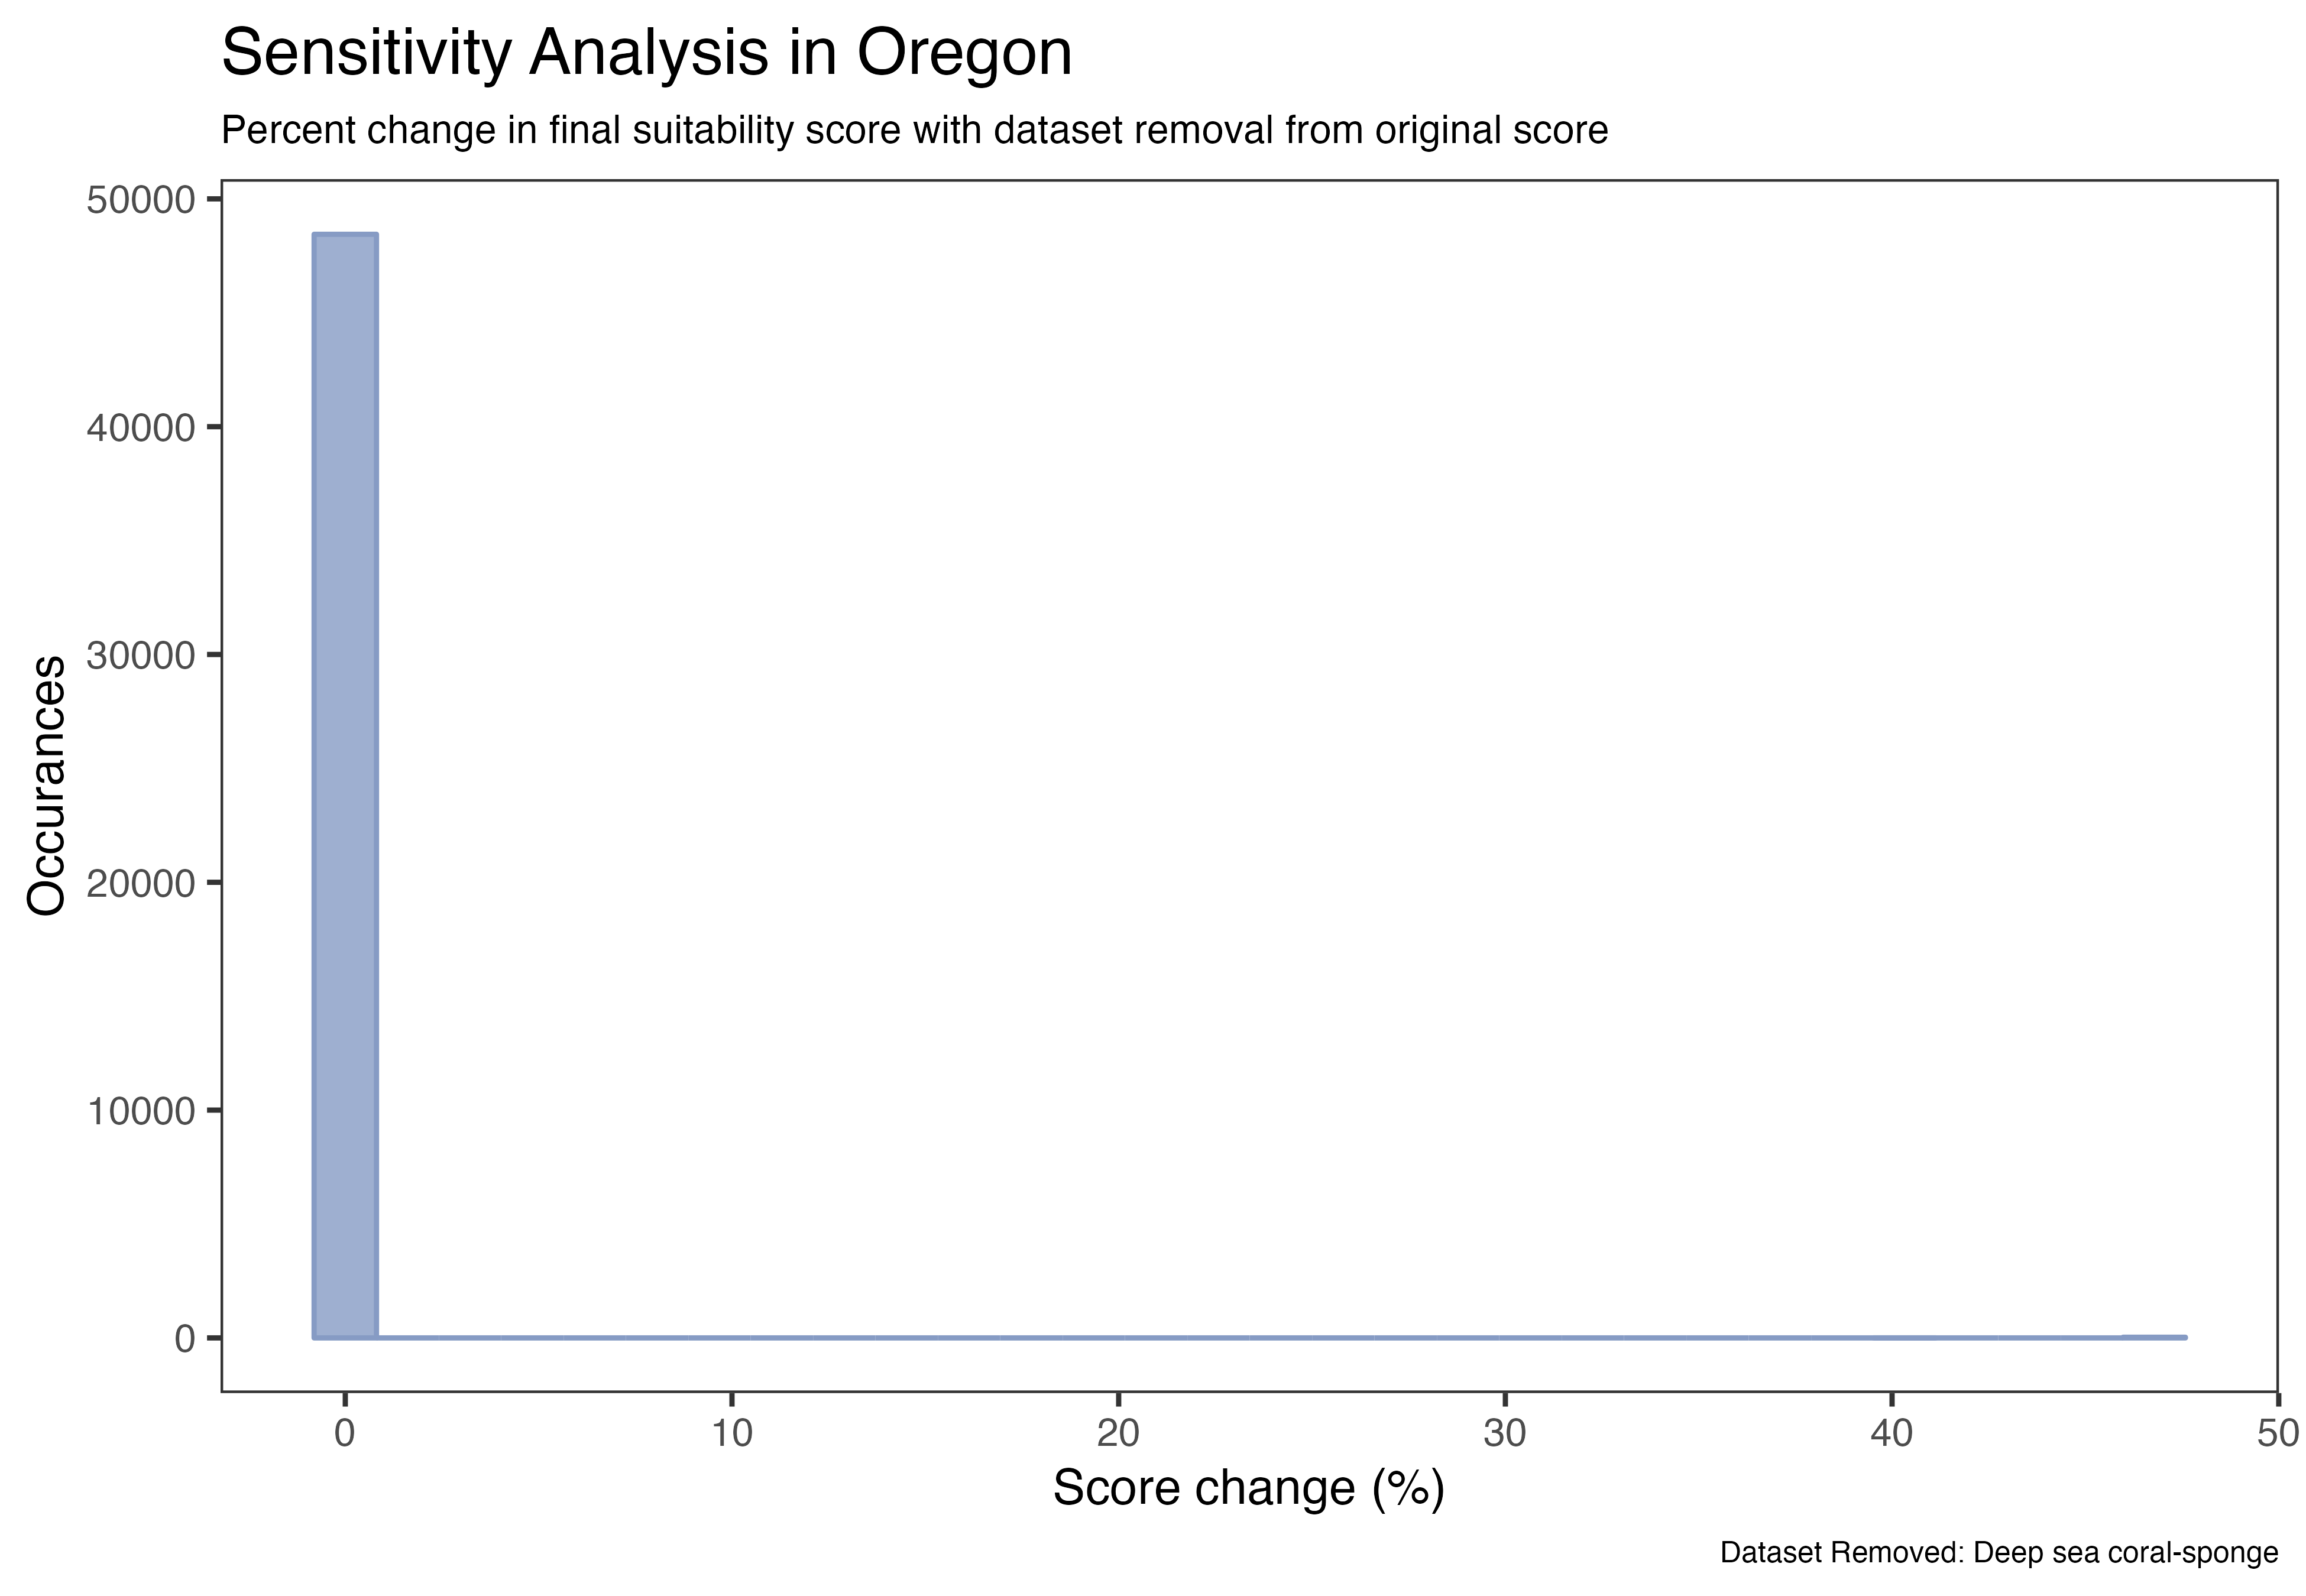 Sensitivity Analysis in Oregon
Percent change in final suitability score with dataset removal from original score
50000
40000
30000
20000
10000
0
Occurances
0 10 20 30 40 50
Score change (%)
Dataset Removed: Deep sea coral-sponge